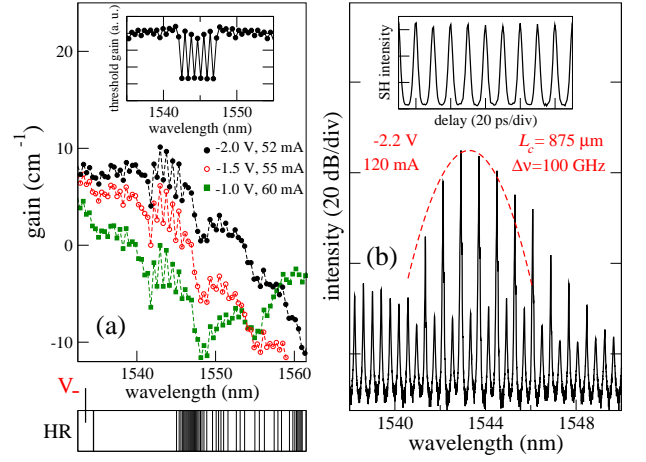 25
20
10
0
-10
gain (cm⁻¹)
threshold gain (a. u.)
1540
1550
wavelength (nm)
-2.0 V, 52 mA
-1.5 V, 55 mA
-1.0 V, 60 mA
(a)
1540
1550
1560
wavelength (nm)
V-
HR
SH intensity
delay (20 ps/div)
-2.2 V
120 mA
L_c= 875 μm
Δν=100 GHz
intensity (20 dB/div)
(b)
1540
1544
1548
wavelength (nm)